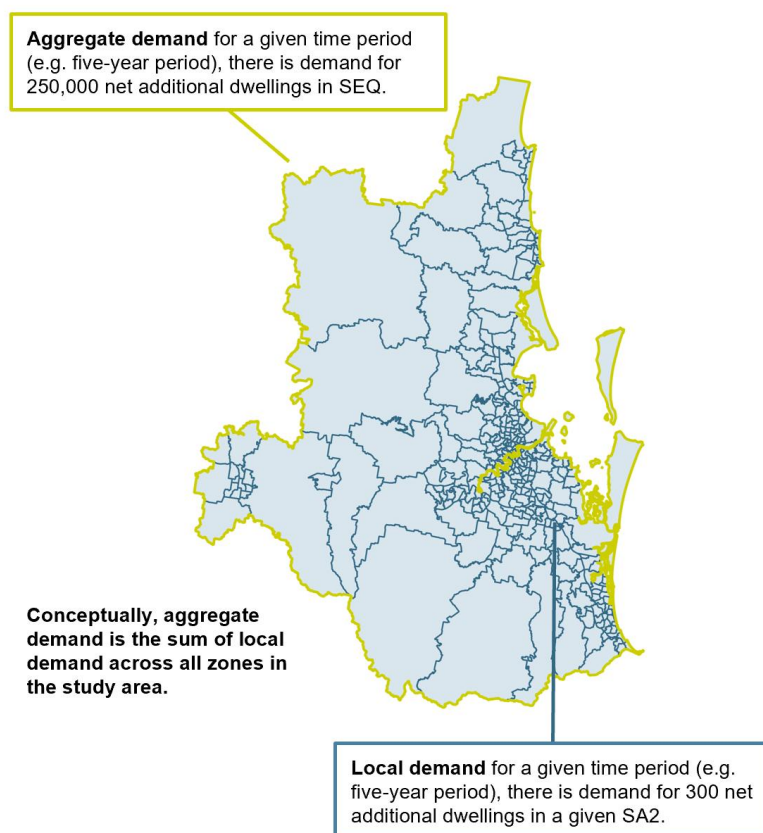 Aggregate demand for a given time period
(e.g. five-year period), there is demand for
250,000 net additional dwellings in SEQ.
Conceptually, aggregate
demand is the sum of local
demand across all zones in
the study area.
Local demand for a given time period (e.g.
five-year period), there is demand for 300 net
additional dwellings in a given SA2.